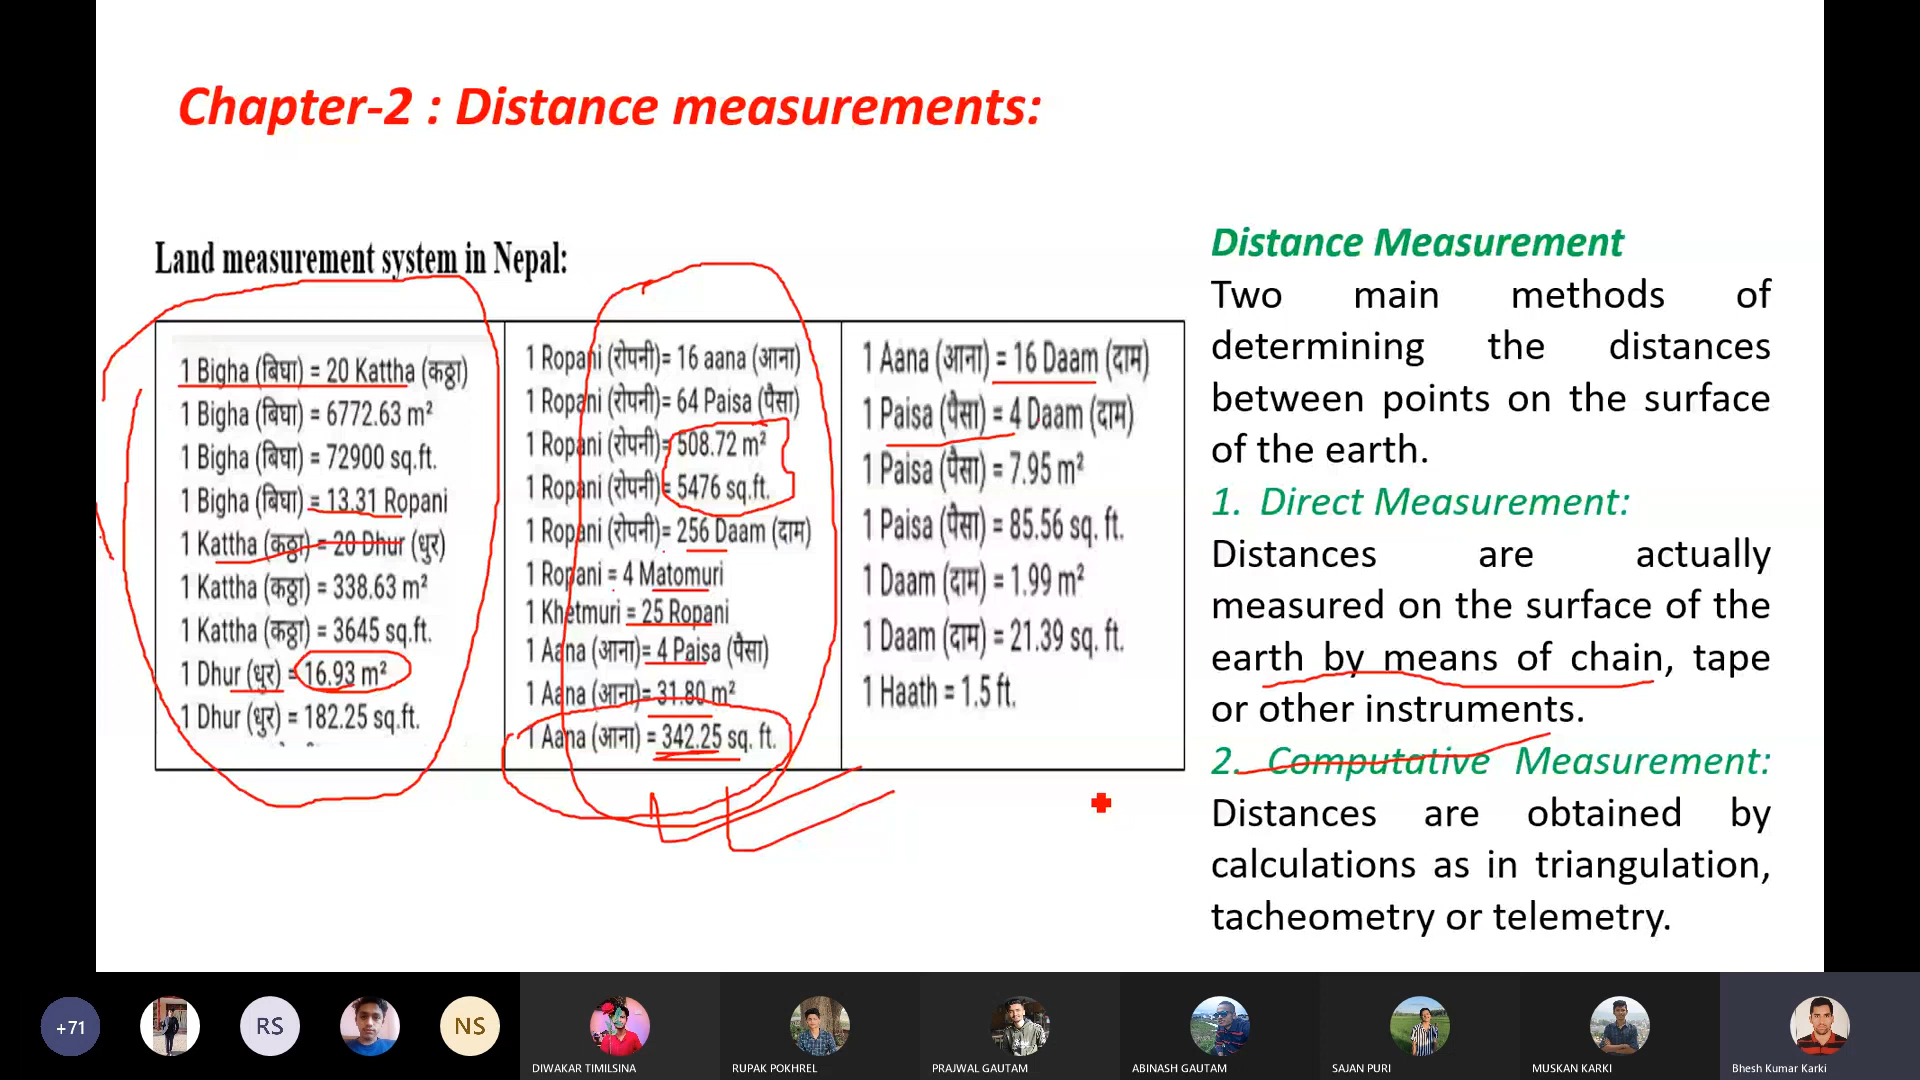 Chapter-2 : Distance measurements:
Land measurement system in Nepal:
1 Bigha (बिघा) = 20 Kattha (कठ्ठा)
1 Bigha (बिघा) = 6772.63 m²
1 Bigha (बिघा) = 72900 sq.ft.
1 Bigha (बिघा) = 13.31 Ropani
1 Kattha (कठ्ठा) = 20 Dhur (धुर)
1 Kattha (कठ्ठा) = 338.63 m²
1 Kattha (कठ्ठा) = 3645 sq.ft.
1 Dhur (धुर) = 16.93 m²
1 Dhur (धुर) = 182.25 sq.ft.
1 Ropani (रोपनी)= 16 aana (आना)
1 Ropani (रोपनी)= 64 Paisa (पैसा)
1 Ropani (रोपनी)= 508.72 m²
1 Ropani (रोपनी)= 5476 sq.ft.
1 Ropani (रोपनी)= 256 Daam (दाम)
1 Ropani = 4 Matomuri
1 Khetmuri = 25 Ropani
1 Aana (आना)= 4 Paisa (पैसा)
1 Aana (आना)= 31.80 m²
1 Aana (आना) = 342.25 sq. ft.
1 Aana (आना) = 16 Daam (दाम)
1 Paisa (पैसा) = 4 Daam (दाम)
1 Paisa (पैसा) = 7.95 m²
1 Paisa (पैसा) = 85.56 sq. ft.
1 Daam (दाम) = 1.99 m²
1 Daam (दाम) = 21.39 sq. ft.
1 Haath = 1.5 ft.
Distance Measurement
Two main methods of
determining the distances
between points on the surface
of the earth.
1. Direct Measurement:
Distances are actually
measured on the surface of the
earth by means of chain, tape
or other instruments.
2. Computative Measurement:
Distances are obtained by
calculations as in triangulation,
tacheometry or telemetry.
+71
RS
NS
DIWAKAR TIMILSINA
RUPAK POKHREL
PRAJWAL GAUTAM
ABINASH GAUTAM
SAJAN PURI
MUSKAN KARKI
Bhesh Kumar Karki